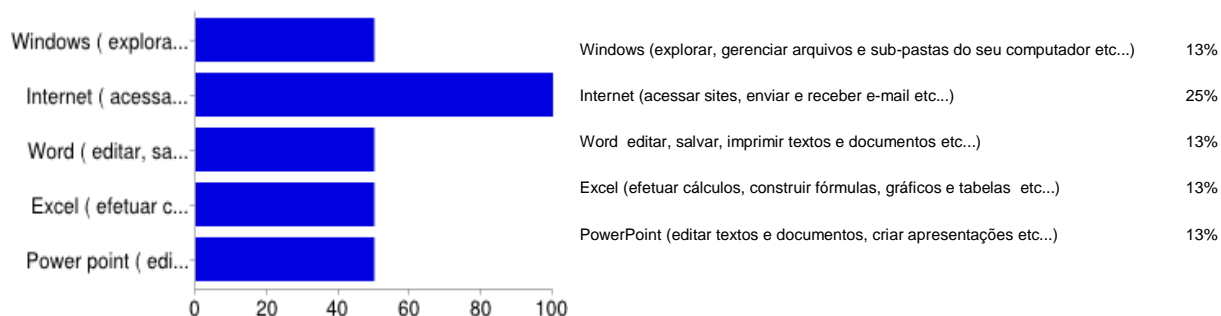 Windows ( explora...
Internet ( acessa...
Word ( editar, sa...
Excel ( efetuar c...
Power point ( edi...
0 20 40 60 80 100
Windows (explorar, gerenciar arquivos e sub-pastas do seu computador etc...) 13%
Internet (acessar sites, enviar e receber e-mail etc...) 25%
Word editar, salvar, imprimir textos e documentos etc...) 13%
Excel (efetuar cálculos, construir fórmulas, gráficos e tabelas etc...) 13%
PowerPoint (editar textos e documentos, criar apresentações etc...) 13%